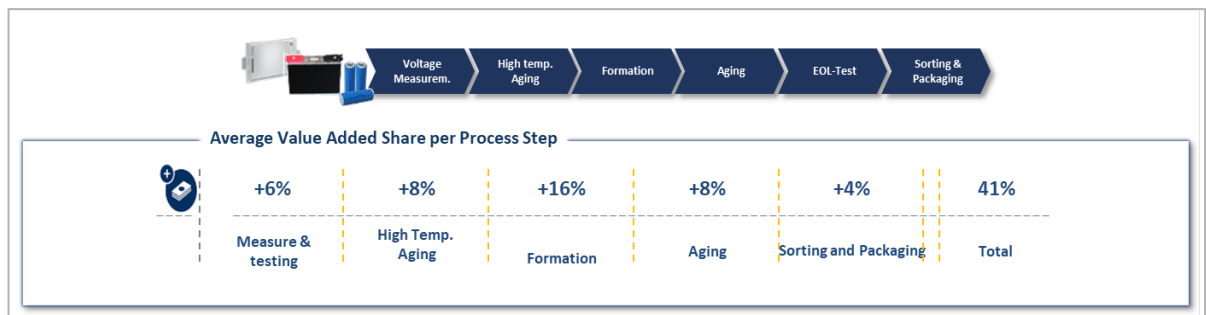 Voltage
Measurem.
High temp.
Aging
Formation
Aging
EOL-Test
Sorting &
Packaging
Average Value Added Share per Process Step
+
+6%
+8%
+16%
+8%
+4%
41%
Measure &
testing
High Temp.
Aging
Formation
Aging
Sorting and Packaging
Total